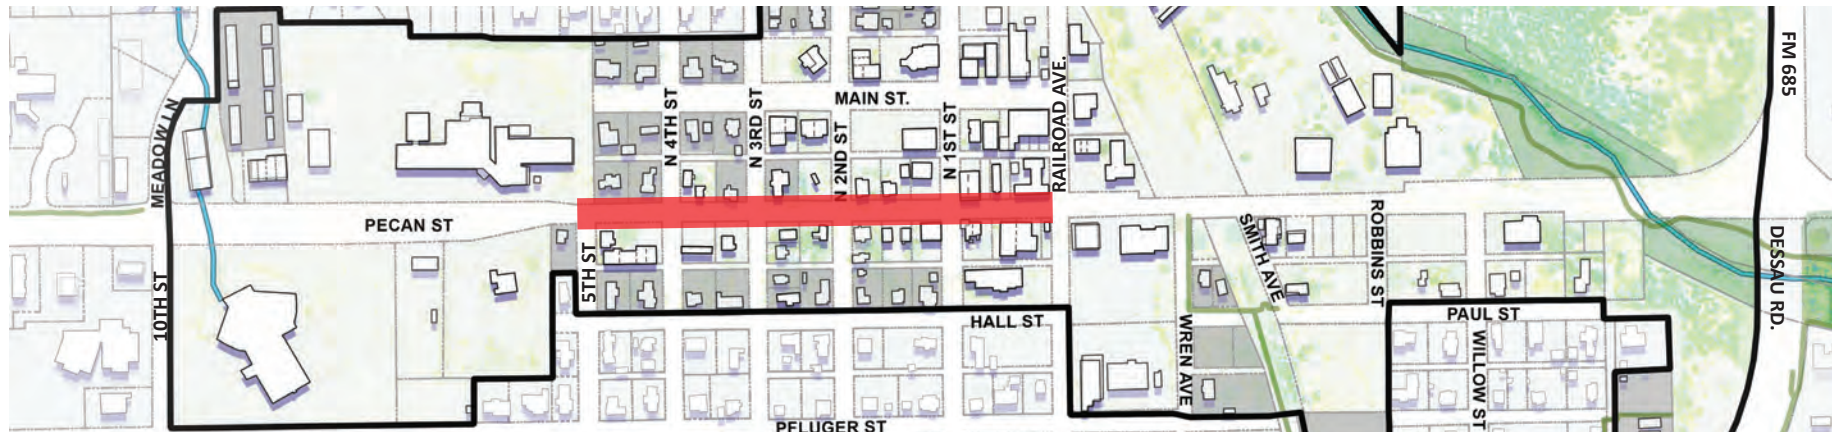 MEADOW LN
10TH ST
PECAN ST
5TH ST
N 4TH ST
N 3RD ST
N 2ND ST
MAIN ST.
N 1ST ST
RAILROAD AVE.
HALL ST
PFLUGER ST
WREN AVE
SMITH AVE
ROBBINS ST
PAUL ST
WILLOW ST
FM 685
DESSAU RD.